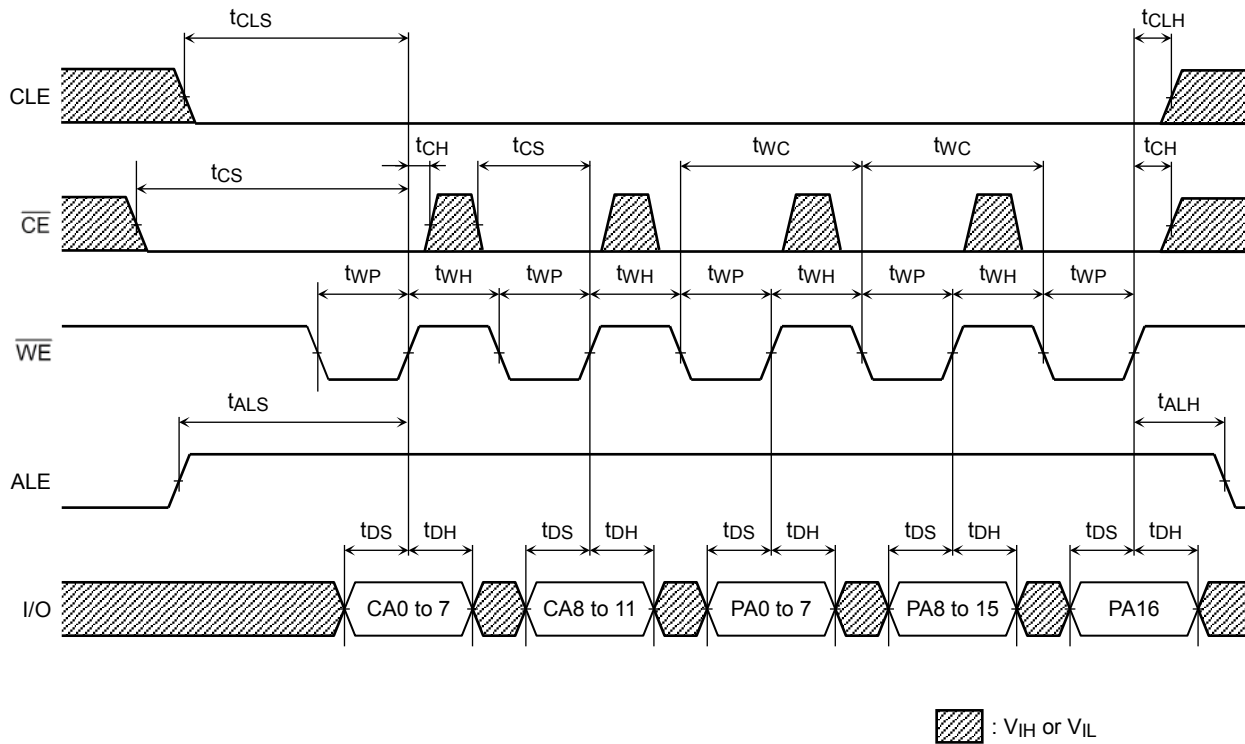 tCLS tCLH
CLE
tCH tCS tWC tWC tCH
tCS
CE
tWP tWH tWP tWH tWP tWH tWP tWH tWP
WE
tALS tALH
ALE
tDS tDH tDS tDH tDS tDH tDS tDH tDS tDH
I/O CA0 to 7 CA8 to 11 PA0 to 7 PA8 to 15 PA16
: VIH or VIL